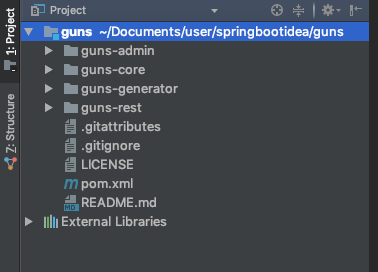 1: Project
Z: Structure
Project
guns ~/Documents/user/springbootidea/guns
guns-admin
guns-core
guns-generator
guns-rest
.gitattributes
.gitignore
LICENSE
m pom.xml
MD README.md
External Libraries